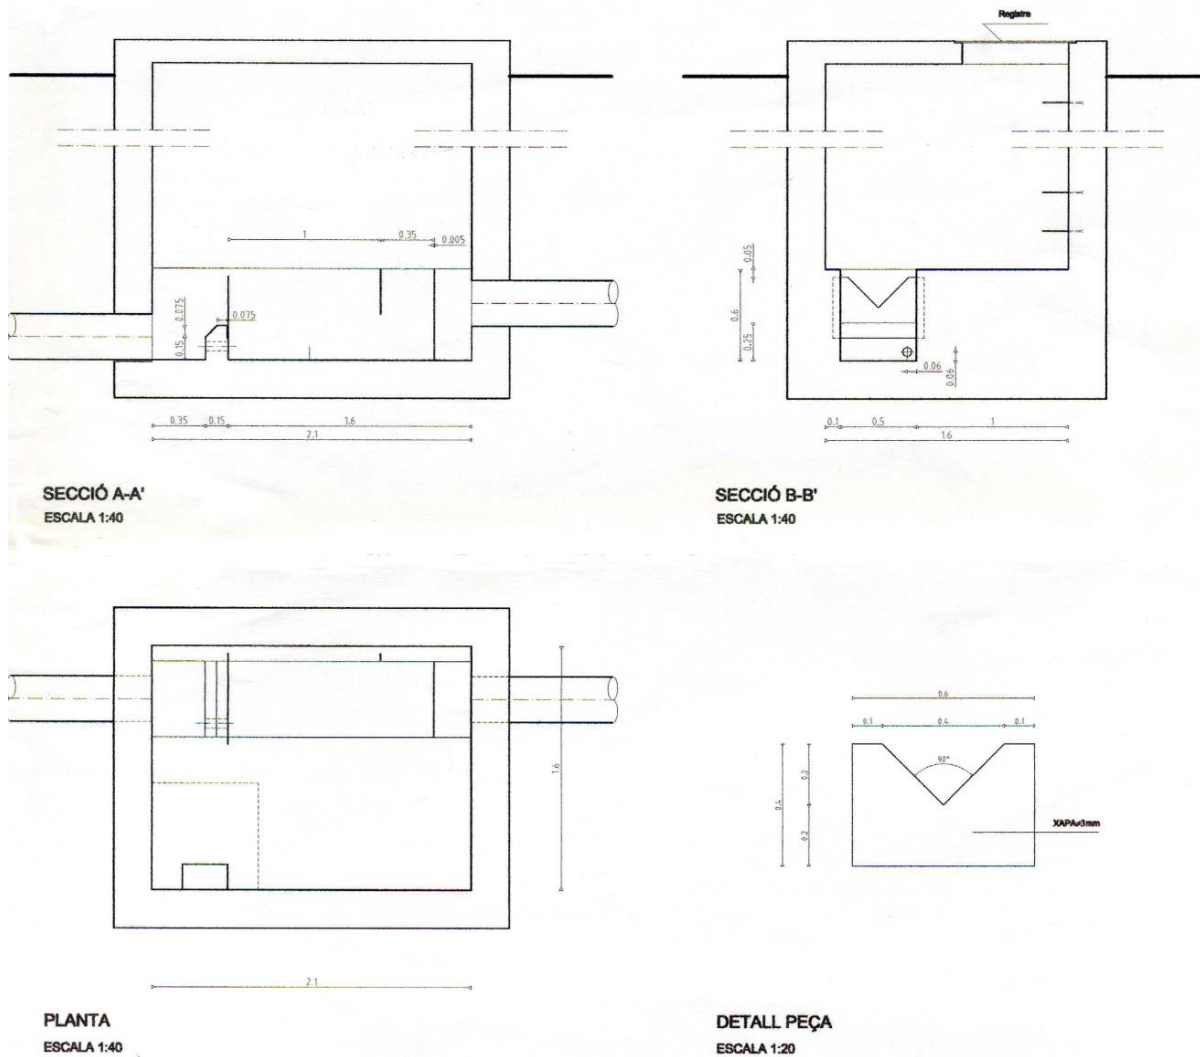 Registre
1
0.35
0.005
0.075
0.075
0.15
0.35
0.15
1.6
2.1
SECCIÓ A-A'
ESCALA 1:40
0.05
0.6
0.25
0.06
0.06
0.1
0.5
1
1.6
SECCIÓ B-B'
ESCALA 1:40
1.6
2.1
PLANTA
ESCALA 1:40
0.6
0.1
0.4
0.1
90°
0.4
0.2
0.2
XAPA#3mm
DETALL PEÇA
ESCALA 1:20